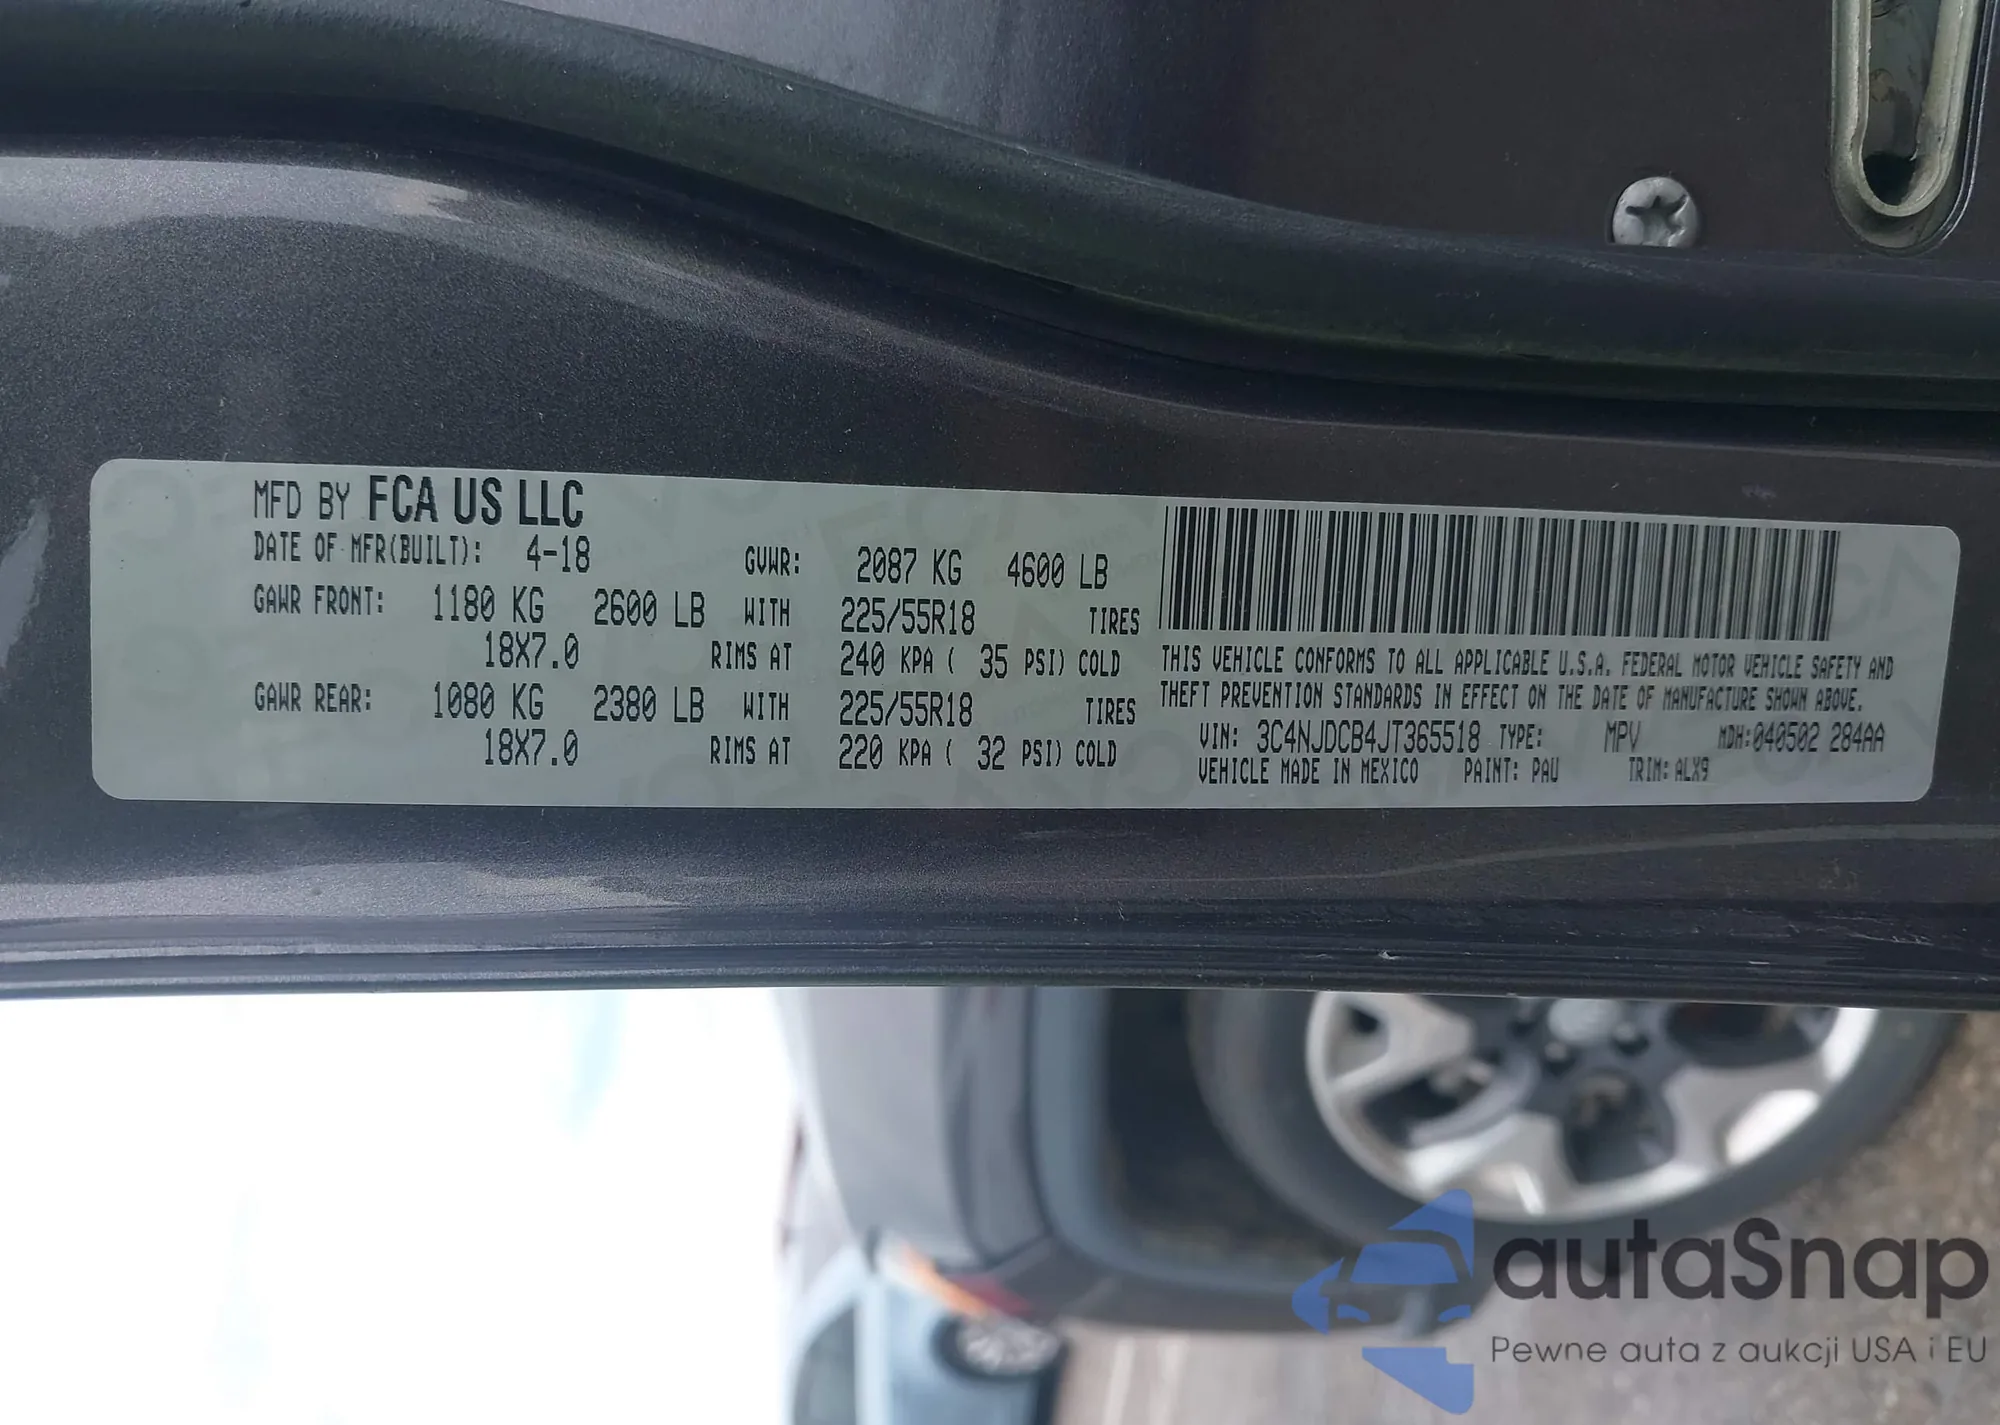 MFD BY FCA US LLC
DATE OF MFR(BUILT): 4-18 GVWR: 2087 KG 4600 LB
GAWR FRONT: 1180 KG 2600 LB WITH 225/55R18 TIRES
18X7.0 RIMS AT 240 KPA ( 35 PSI) COLD
GAWR REAR: 1080 KG 2380 LB WITH 225/55R18 TIRES
18X7.0 RIMS AT 220 KPA ( 32 PSI) COLD
THIS VEHICLE CONFORMS TO ALL APPLICABLE U.S.A. FEDERAL MOTOR VEHICLE SAFETY AND
THEFT PREVENTION STANDARDS IN EFFECT ON THE DATE OF MANUFACTURE SHOWN ABOVE.
VIN: 3C4NJDCB4JT365518 TYPE: MPV MDH:040502 284AA
VEHICLE MADE IN MEXICO PAINT: PAU TRIM: ALX9
autaSnap
Pewne auta z aukcji USA i EU